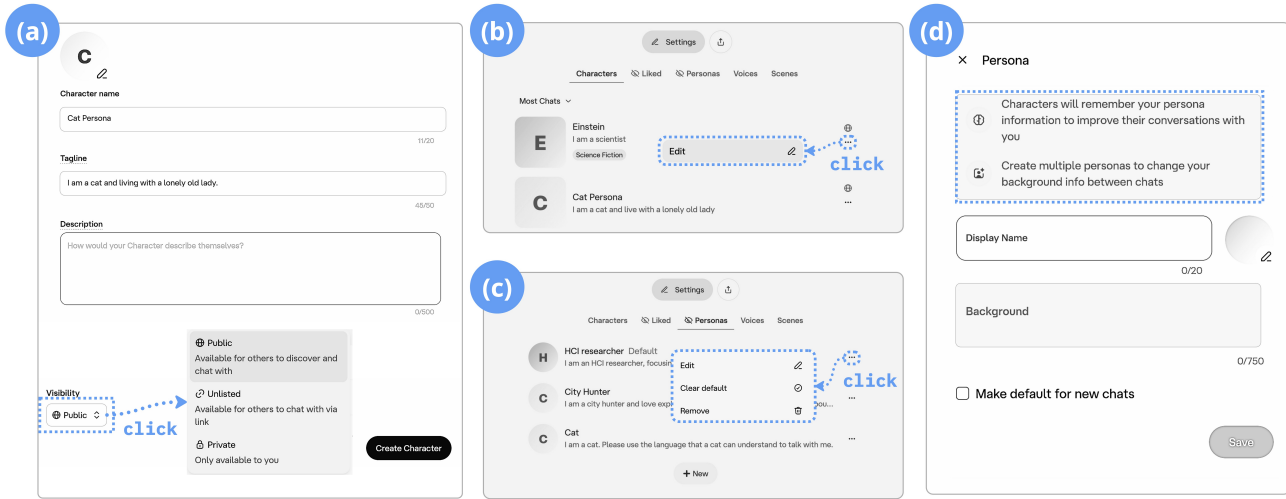 (a)
C
Character name
Cat Persona
11/20
Tagline
I am a cat and living with a lonely old lady.
45/50
Description
How would your Character describe themselves?
0/500
Visibility
Public
click
Public
Available for others to discover and
chat with
Unlisted
Available for others to chat with via
link
Private
Only available to you
Create Character
(b)
Settings
Characters Liked Personas Voices Scenes
Most Chats
E
Einstein
I am a scientist
Science Fiction
Edit
click
C
Cat Persona
I am a cat and live with a lonely old lady
(c)
Settings
Characters Liked Personas Voices Scenes
H
HCI researcher Default
I am an HCI researcher, focusin
C
City Hunter
I am a city hunter and love exp
ou...
C
Cat
I am a cat. Please use the language that a cat can understand to talk with me.
Edit
Clear default
Remove
click
+ New
(d)
Persona
Characters will remember your persona
information to improve their conversations with
you
Create multiple personas to change your
background info between chats
Display Name
0/20
Background
0/750
Make default for new chats
Save